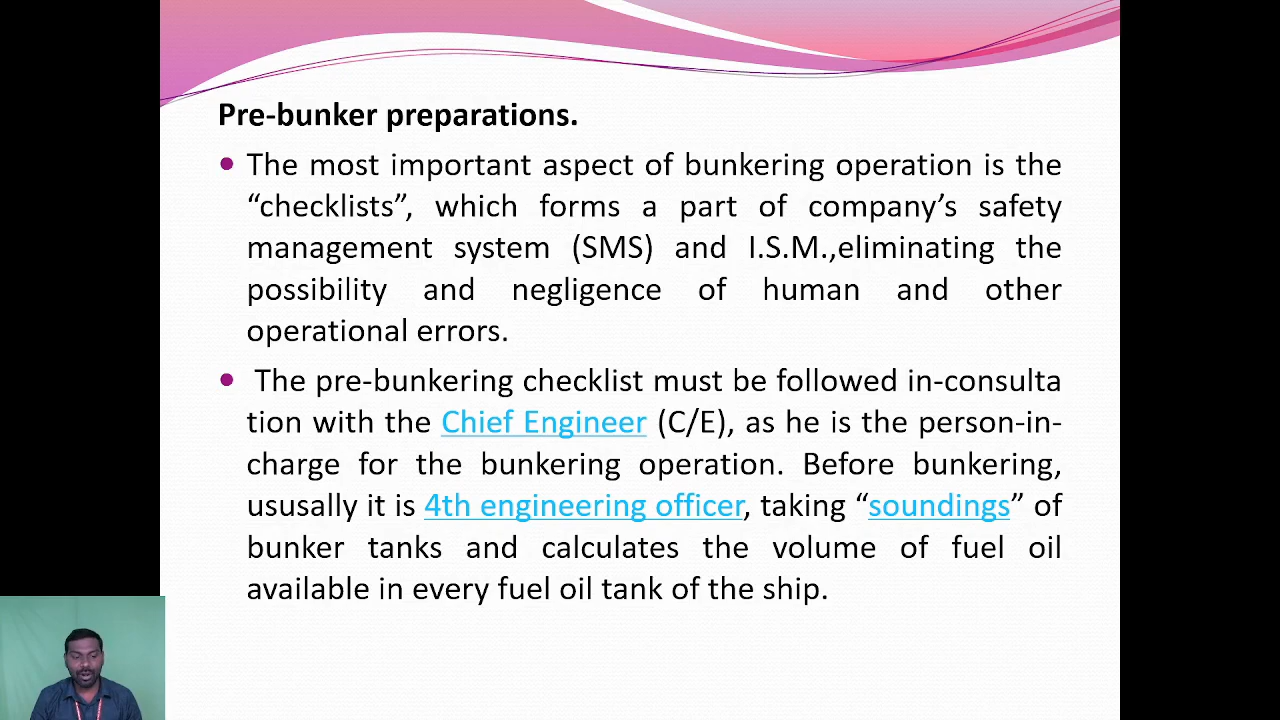 Pre-bunker preparations.
• The most important aspect of bunkering operation is the
“checklists”, which forms a part of company’s safety
management system (SMS) and I.S.M.,eliminating the
possibility and negligence of human and other
operational errors.
• The pre-bunkering checklist must be followed in-consulta
tion with the Chief Engineer (C/E), as he is the person-in-
charge for the bunkering operation. Before bunkering,
ususally it is 4th engineering officer, taking “soundings” of
bunker tanks and calculates the volume of fuel oil
available in every fuel oil tank of the ship.